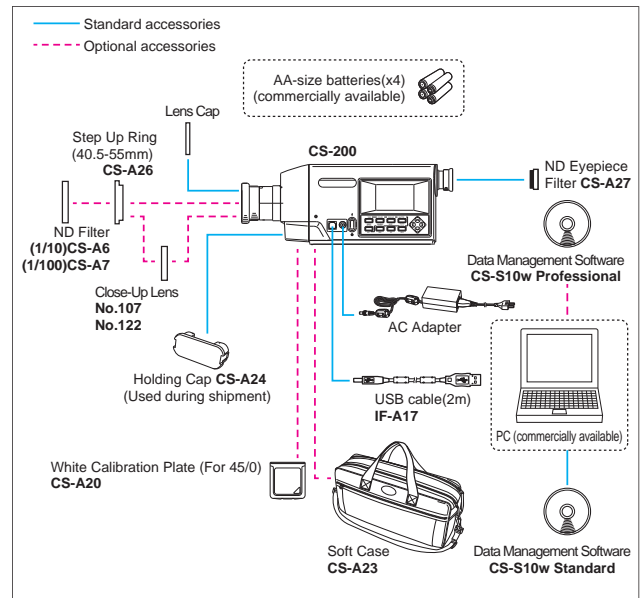 Standard accessories
Optional accessories
AA-size batteries(x4)
(commercially available)
Lens Cap
Step Up Ring
(40.5-55mm)
CS-A26
CS-200
ND Eyepiece
Filter CS-A27
ND Filter
(1/10)CS-A6
(1/100)CS-A7
Close-Up Lens
No.107
No.122
Data Management Software
CS-S10w Professional
AC Adapter
Holding Cap CS-A24
(Used during shipment)
USB cable(2m)
IF-A17
PC (commercially available)
White Calibration Plate (For 45/0)
CS-A20
Soft Case
CS-A23
Data Management Software
CS-S10w Standard